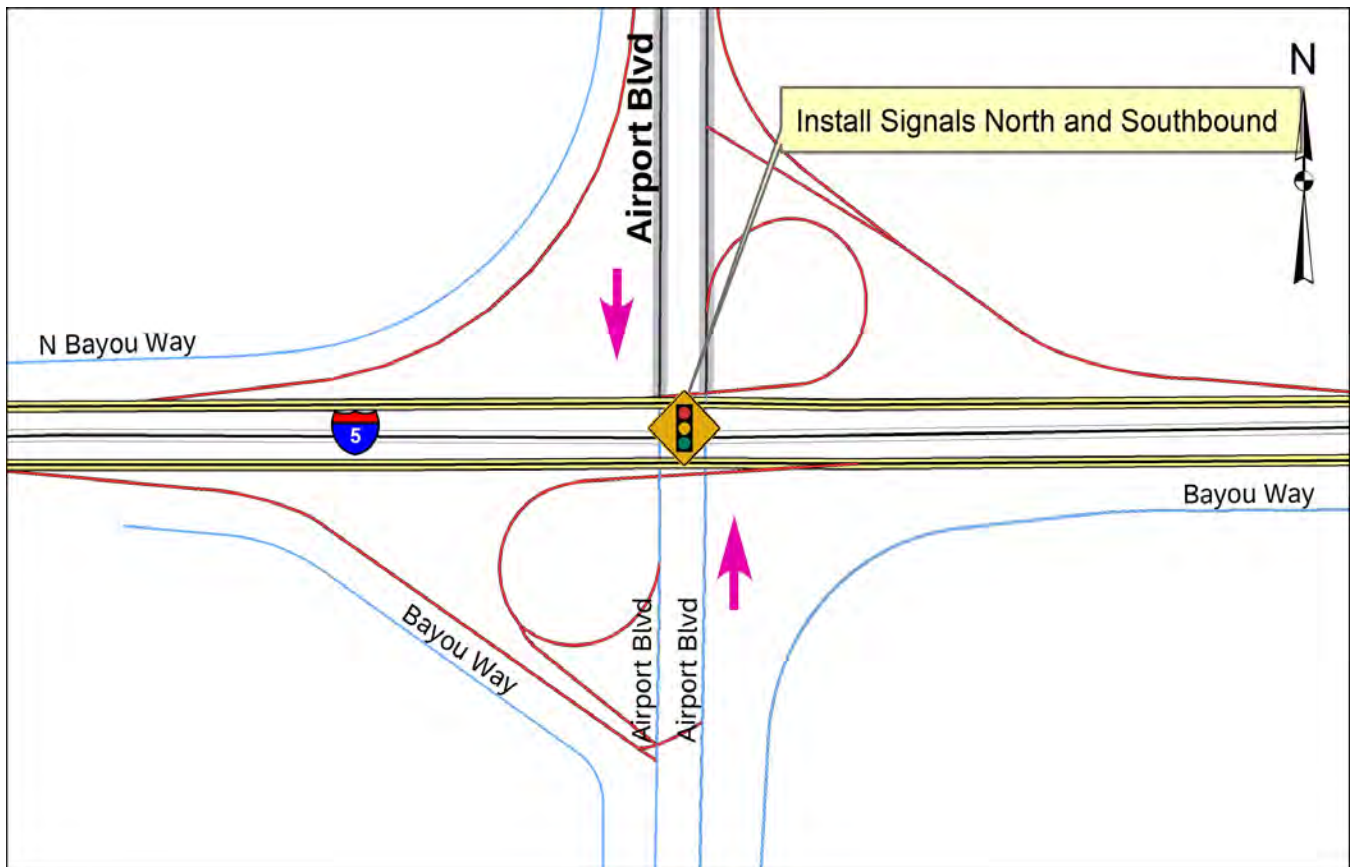 Airport Blvd
N
Install Signals North and Southbound
N Bayou Way
5
Bayou Way
Bayou Way
Airport Blvd
Airport Blvd